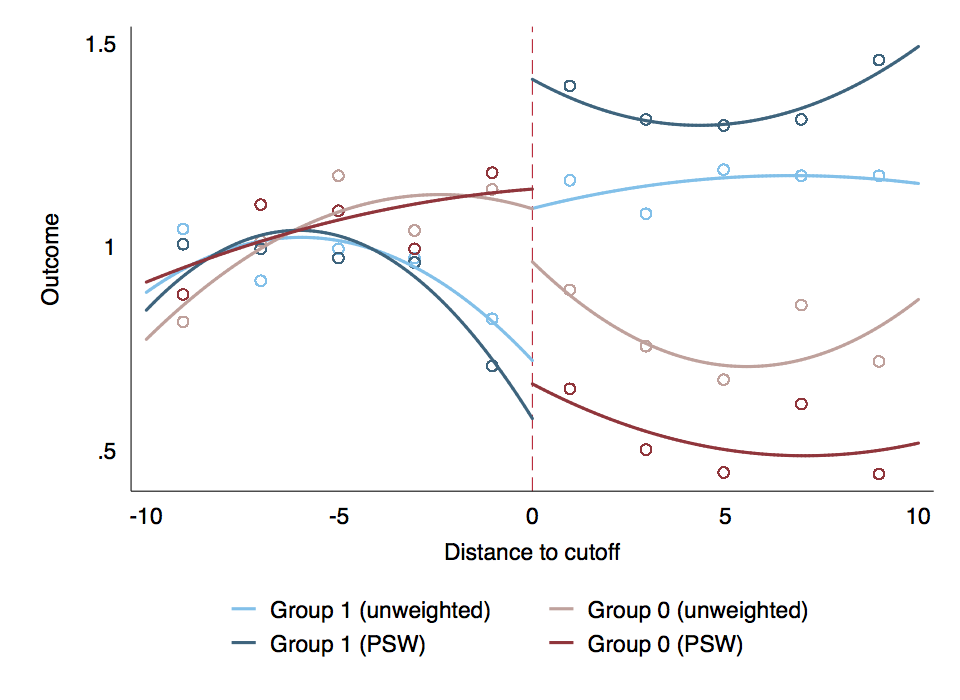 1.5
1
.5
Outcome
-10 -5 0 5 10
Distance to cutoff
Group 1 (unweighted) Group 0 (unweighted)
Group 1 (PSW) Group 0 (PSW)